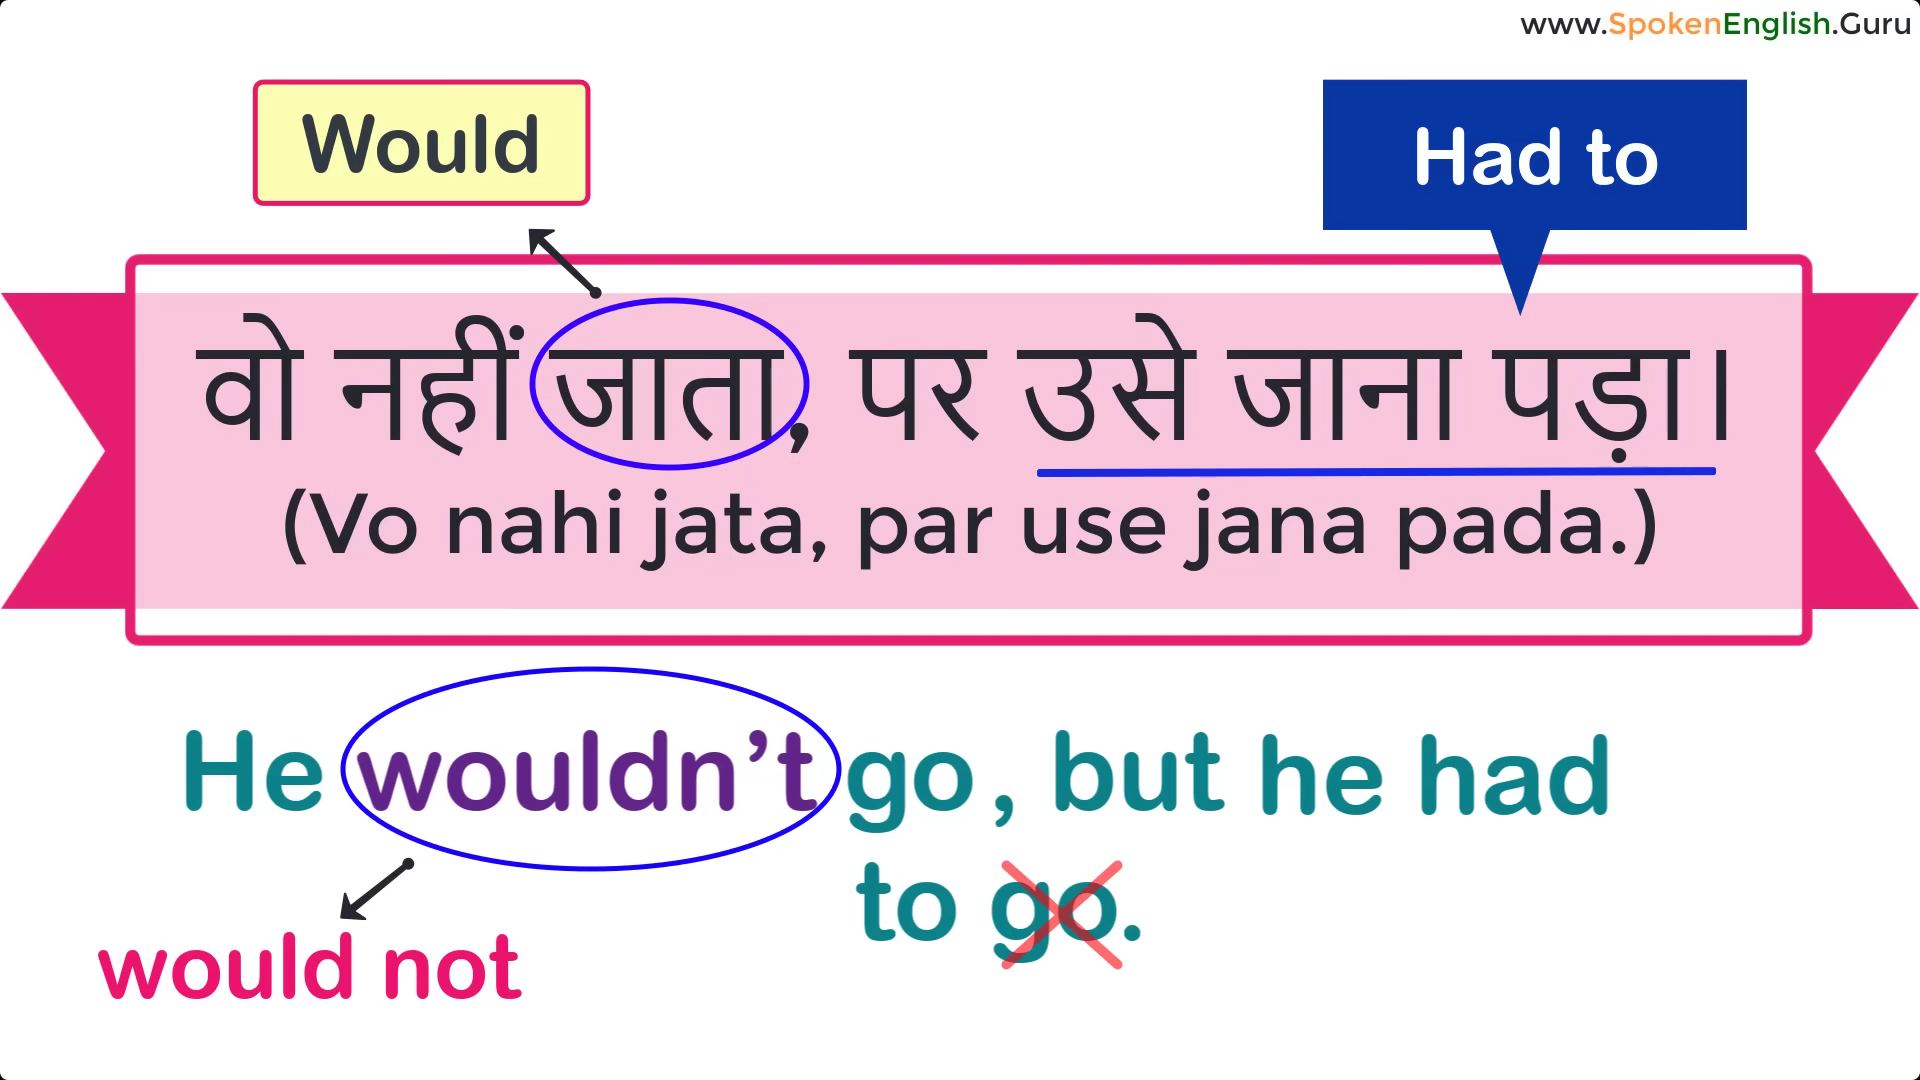 www.SpokenEnglish.Guru
Would
Had to
वो नहीं जाता, पर उसे जाना पड़ा।
(Vo nahi jata, par use jana pada.)
He wouldn’t go, but he had
to go.
would not